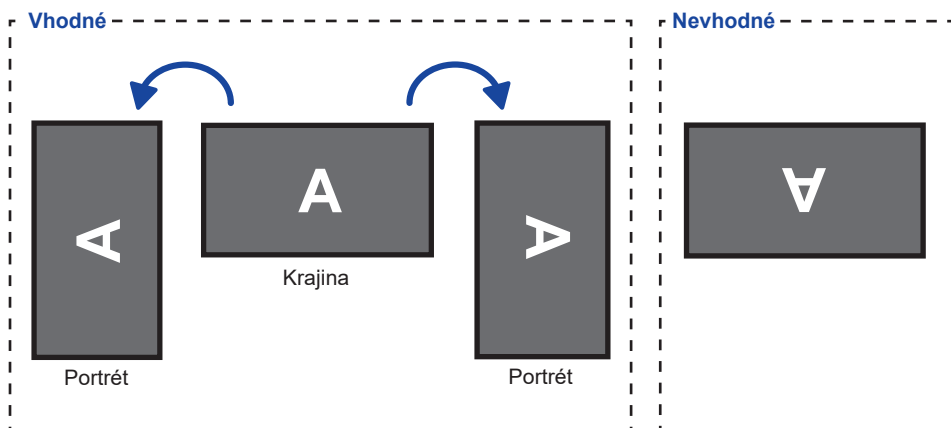 Vhodné
Nevhodné
A
A
A
A
Krajina
Portrét
Portrét